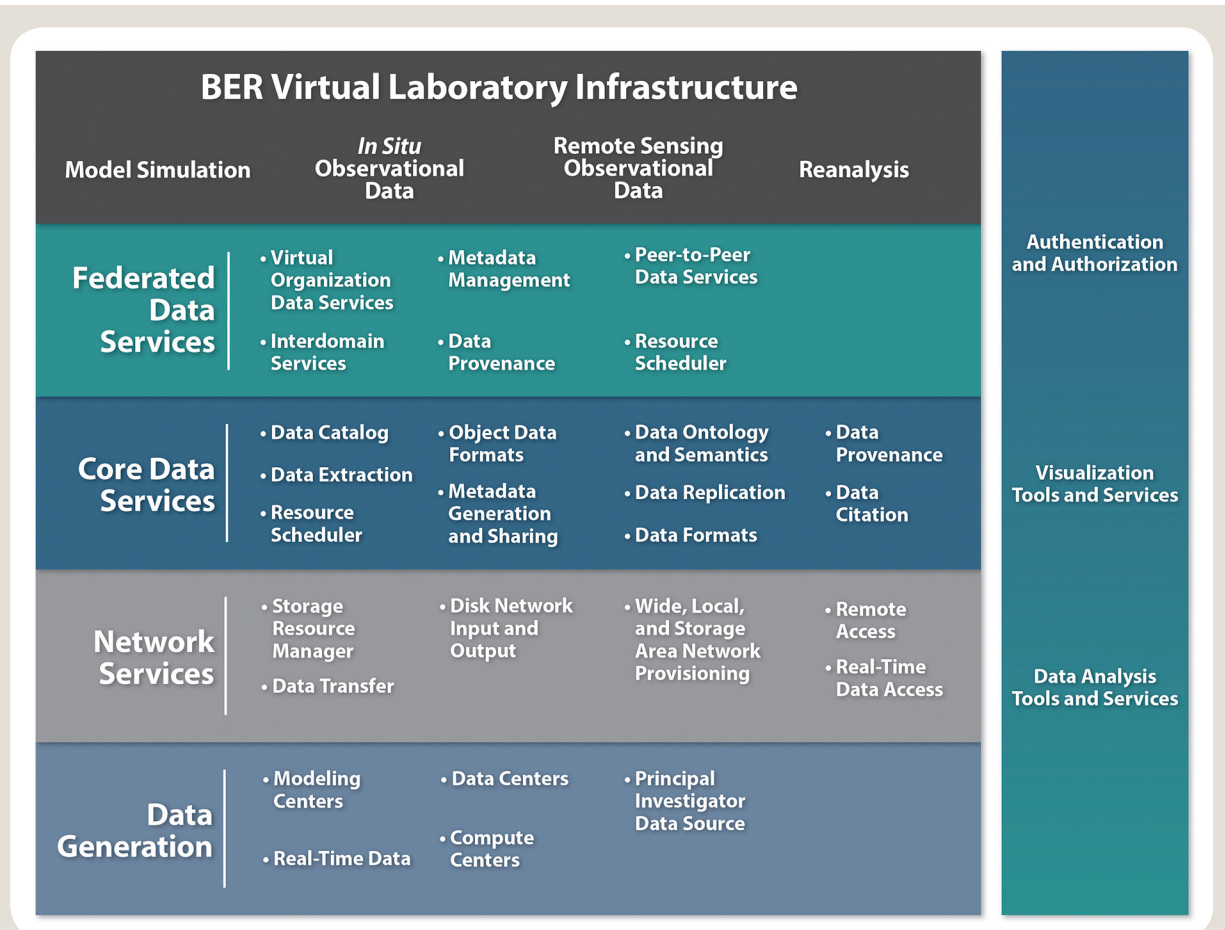 BER Virtual Laboratory Infrastructure
Model Simulation
In Situ
Observational
Data
Remote Sensing
Observational
Data
Reanalysis
Federated
Data
Services
• Virtual
Organization
Data Services
• Interdomain
Services
• Metadata
Management
• Data
Provenance
• Peer-to-Peer
Data Services
• Resource
Scheduler
Core Data
Services
• Data Catalog
• Data Extraction
• Resource
Scheduler
• Object Data
Formats
• Metadata
Generation
and Sharing
• Data Ontology
and Semantics
• Data Replication
• Data Formats
• Data
Provenance
• Data
Citation
Network
Services
• Storage
Resource
Manager
• Data Transfer
• Disk Network
Input and
Output
• Wide, Local,
and Storage
Area Network
Provisioning
• Remote
Access
• Real-Time
Data Access
Data
Generation
• Modeling
Centers
• Real-Time Data
• Data Centers
• Compute
Centers
• Principal
Investigator
Data Source
Authentication
and Authorization
Visualization
Tools and Services
Data Analysis
Tools and Services